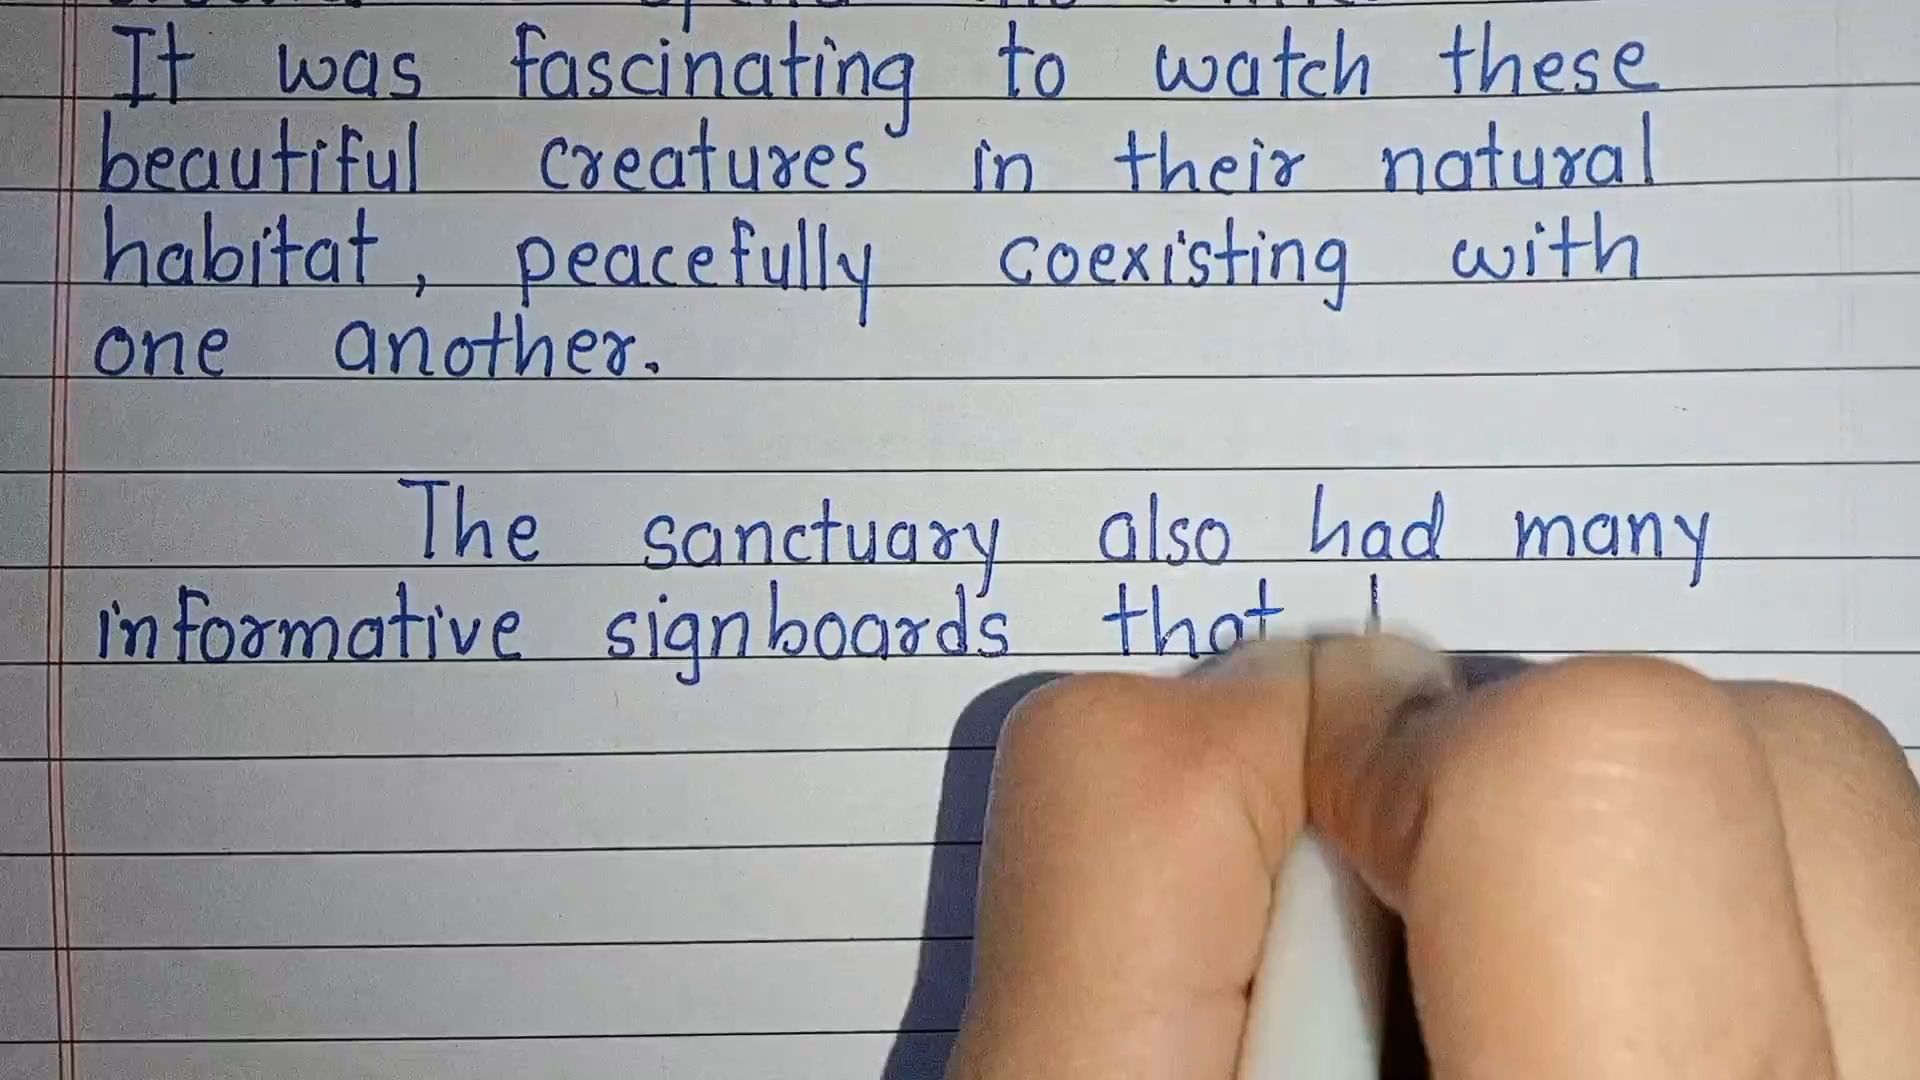 It was fascinating to watch these
beautiful creatures in their natural
habitat, peacefully coexisting with
one another.
The sanctuary also had many
informative signboards that